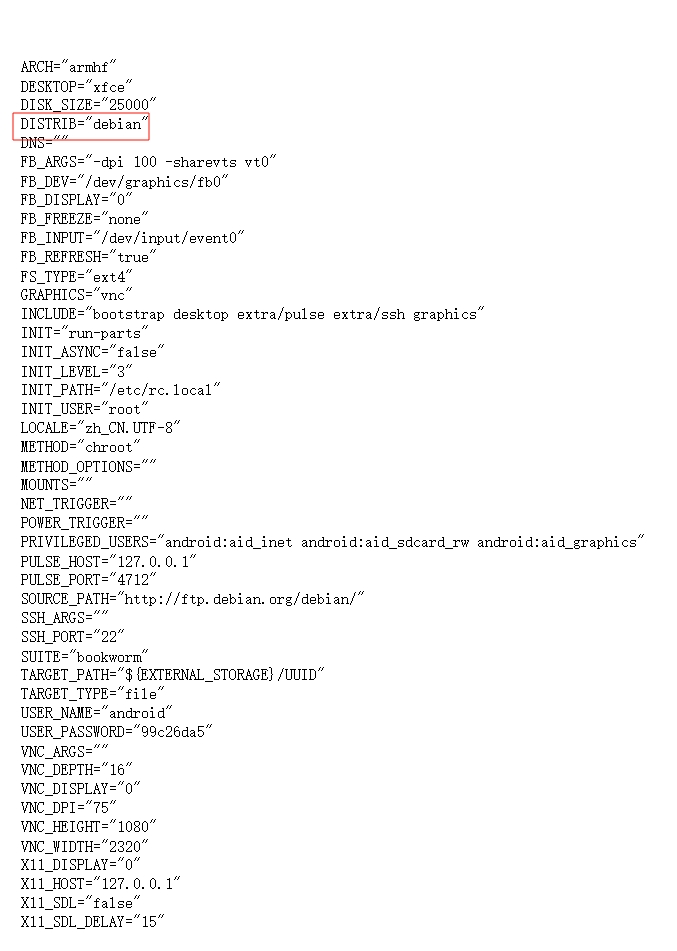 ARCH="armhf"
DESKTOP="xfce"
DISK_SIZE="25000"
DISTRIB="debian"
DNS=""
FB_ARGS="-dpi 100 -sharevts vt0"
FB_DEV="/dev/graphics/fb0"
FB_DISPLAY="0"
FB_FREEZE="none"
FB_INPUT="/dev/input/event0"
FB_REFRESH="true"
FS_TYPE="ext4"
GRAPHICS="vnc"
INCLUDE="bootstrap desktop extra/pulse extra/ssh graphics"
INIT="run-parts"
INIT_ASYNC="false"
INIT_LEVEL="3"
INIT_PATH="/etc/rc.local"
INIT_USER="root"
LOCALE="zh_CN.UTF-8"
METHOD="chroot"
METHOD_OPTIONS=""
MOUNTS=""
NET_TRIGGER=""
POWER_TRIGGER=""
PRIVILEGED_USERS="android:aid_inet android:aid_sdcard_rw android:aid_graphics"
PULSE_HOST="127.0.0.1"
PULSE_PORT="4712"
SOURCE_PATH="http://ftp.debian.org/debian/"
SSH_ARGS=""
SSH_PORT="22"
SUITE="bookworm"
TARGET_PATH="${EXTERNAL_STORAGE}/UUID"
TARGET_TYPE="file"
USER_NAME="android"
USER_PASSWORD="99c26da5"
VNC_ARGS=""
VNC_DEPTH="16"
VNC_DISPLAY="0"
VNC_DPI="75"
VNC_HEIGHT="1080"
VNC_WIDTH="2320"
X11_DISPLAY="0"
X11_HOST="127.0.0.1"
X11_SDL="false"
X11_SDL_DELAY="15"